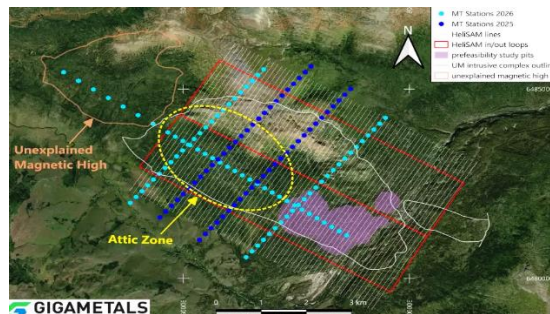 MT Stations 2026
MT Stations 2025
HeliSAM lines
HeliSAM in/out loops
prefeasibility study pits
UM intrusive complex outlin
unexplained magnetic high
N
Unexplained
Magnetic High
Attic Zone
GIGAMETALS
0
1
2
3 km